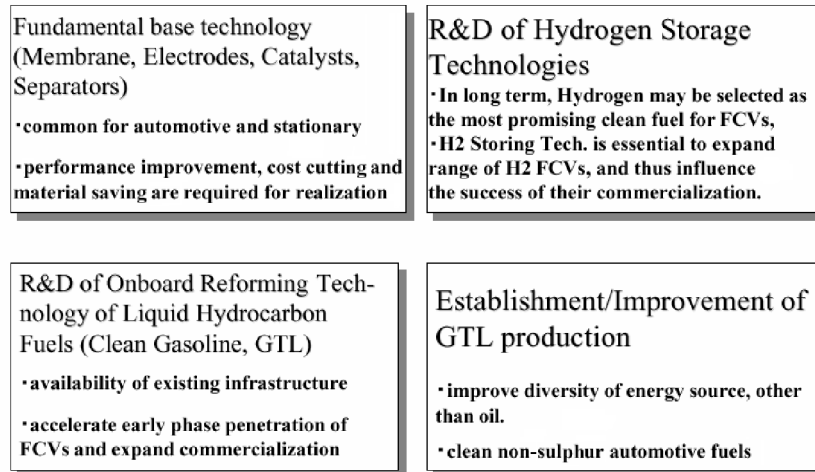 Fundamental base technology
(Membrane, Electrodes, Catalysts,
Separators)
・common for automotive and stationary
・performance improvement, cost cutting and
material saving are required for realization
R&D of Hydrogen Storage
Technologies
・In long term, Hydrogen may be selected as
the most promising clean fuel for FCVs,
・H2 Storing Tech. is essential to expand
range of H2 FCVs, and thus influence
the success of their commercialization.
R&D of Onboard Reforming Tech-
nology of Liquid Hydrocarbon
Fuels (Clean Gasoline, GTL)
・availability of existing infrastructure
・accelerate early phase penetration of
FCVs and expand commercialization
Establishment/Improvement of
GTL production
・improve diversity of energy source, other
than oil.
・clean non-sulphur automotive fuels